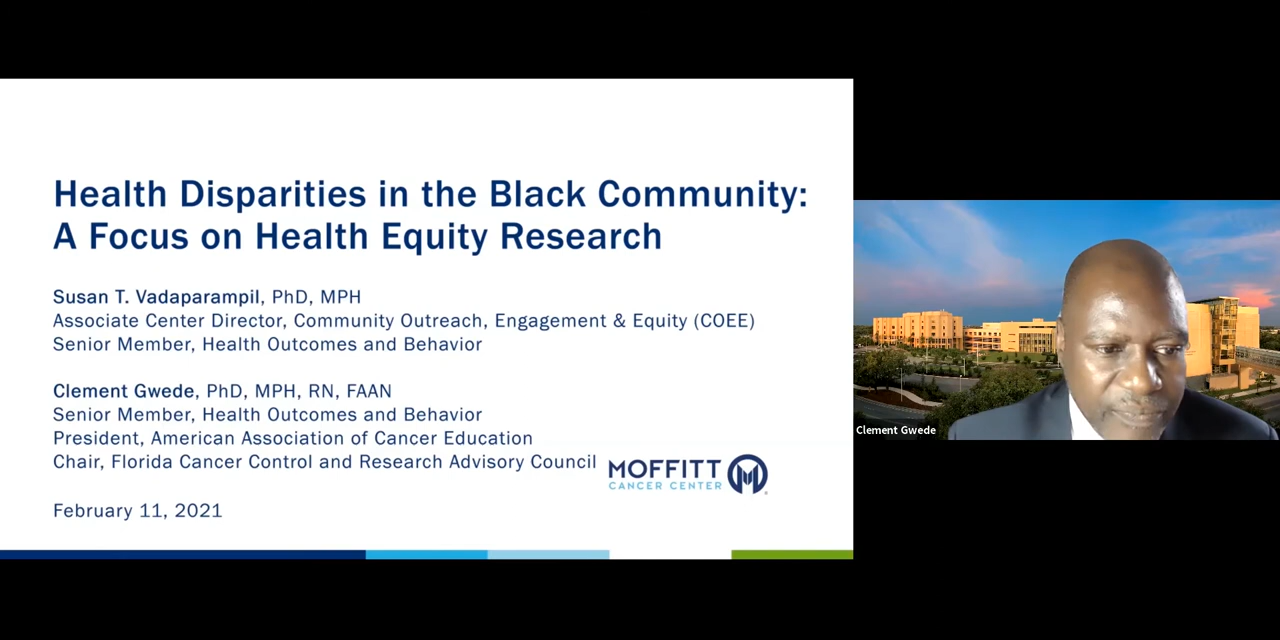 Health Disparities in the Black Community:
A Focus on Health Equity Research
Susan T. Vadaparampil, PhD, MPH
Associate Center Director, Community Outreach, Engagement & Equity (COEE)
Senior Member, Health Outcomes and Behavior
Clement Gwede, PhD, MPH, RN, FAAN
Senior Member, Health Outcomes and Behavior
President, American Association of Cancer Education
Chair, Florida Cancer Control and Research Advisory Council
MOFFITT
CANCER CENTER
February 11, 2021
Clement Gwede